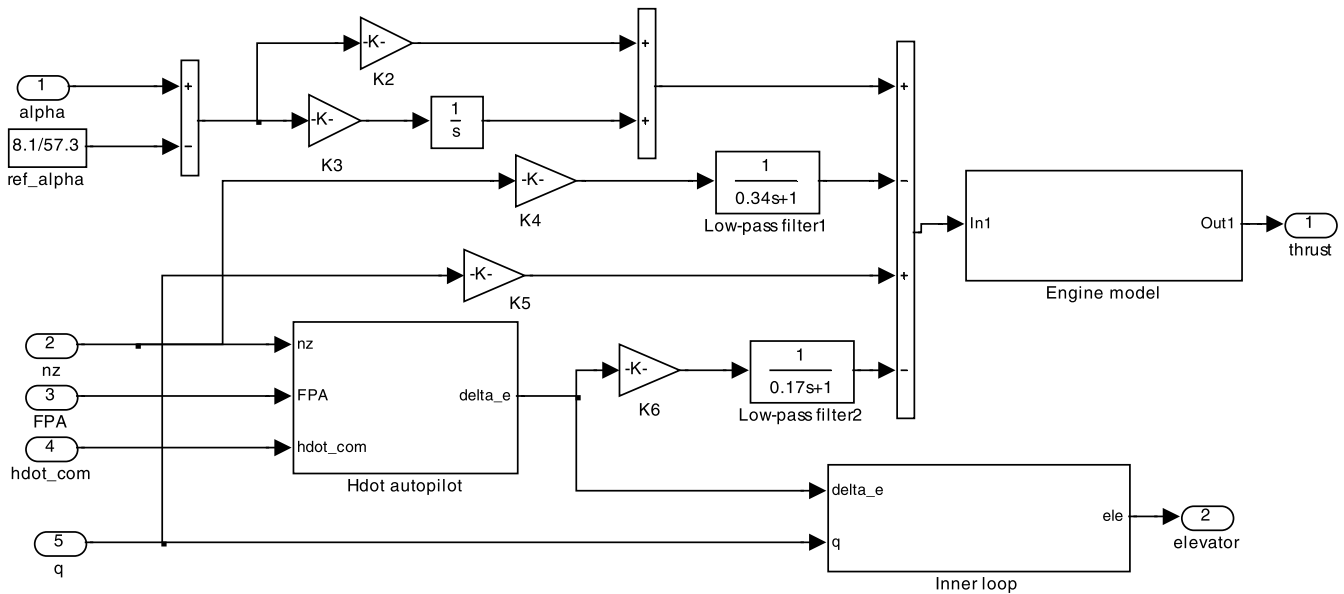 -K-
K2
+
+
1
alpha
+
8.1/57.3
ref_alpha
-
-K-
K3
1
s
+
+
-K-
K4
1
0.34s+1
Low-pass filter1
-
-K-
K5
+
In1
Out1
Engine model
1
thrust
2
nz
3
FPA
4
hdot_com
nz
FPA
hdot_com
delta_e
Hdot autopilot
-K-
K6
1
0.17s+1
Low-pass filter2
-
5
q
delta_e
q
ele
Inner loop
2
elevator